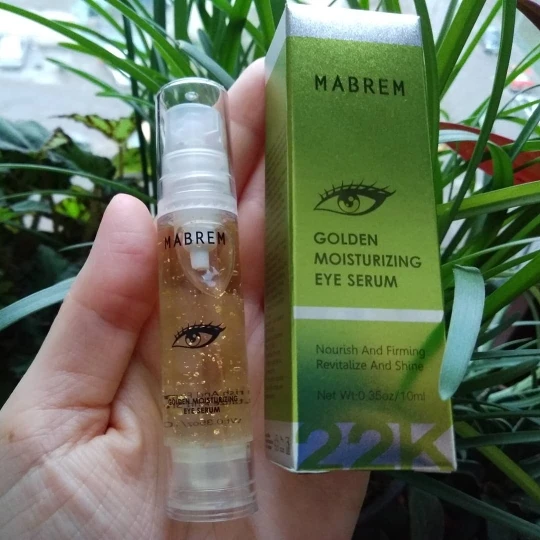 MABREM
GOLDEN
MOISTURIZING
EYE SERUM
Nourish And Firming
Revitalize And Shine
Net Wt:0.35oz/10ml
22K
MABREM
GOLDEN MOISTURIZING
EYE SERUM